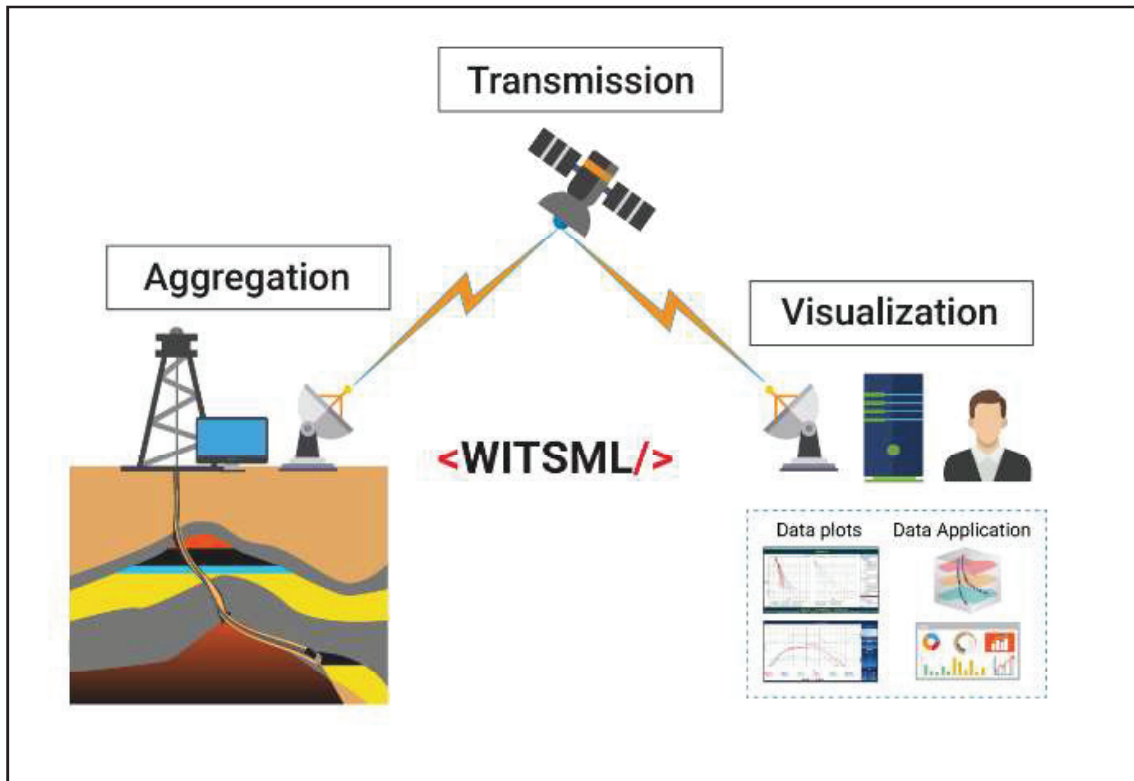 Transmission
Aggregation
Visualization
<WITSML/>
Data plots
Data Application